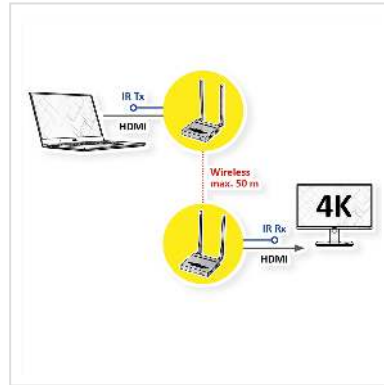 IR Tx
HDMI
Wireless
max. 50 m
4K
IR Rx
HDMI